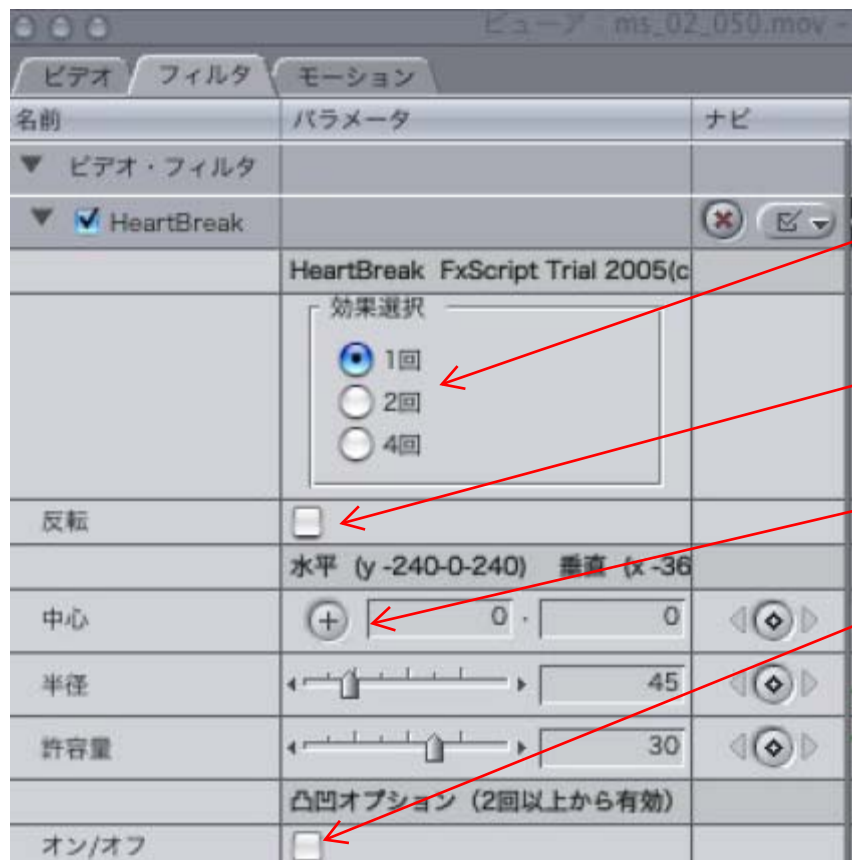 ビューア : ms_02_050.mov -
ビデオ フィルタ モーション
名前 パラメータ ナビ
ビデオ・フィルタ
HeartBreak
HeartBreak FxScript Trial 2005(c
効果選択
1回
2回
4回
反転
水平 (y -240-0-240) 垂直 (x -36
中心 0 . 0
半径 45
許容量 30
凸凹オプション (2回以上から有効)
オン/オフ